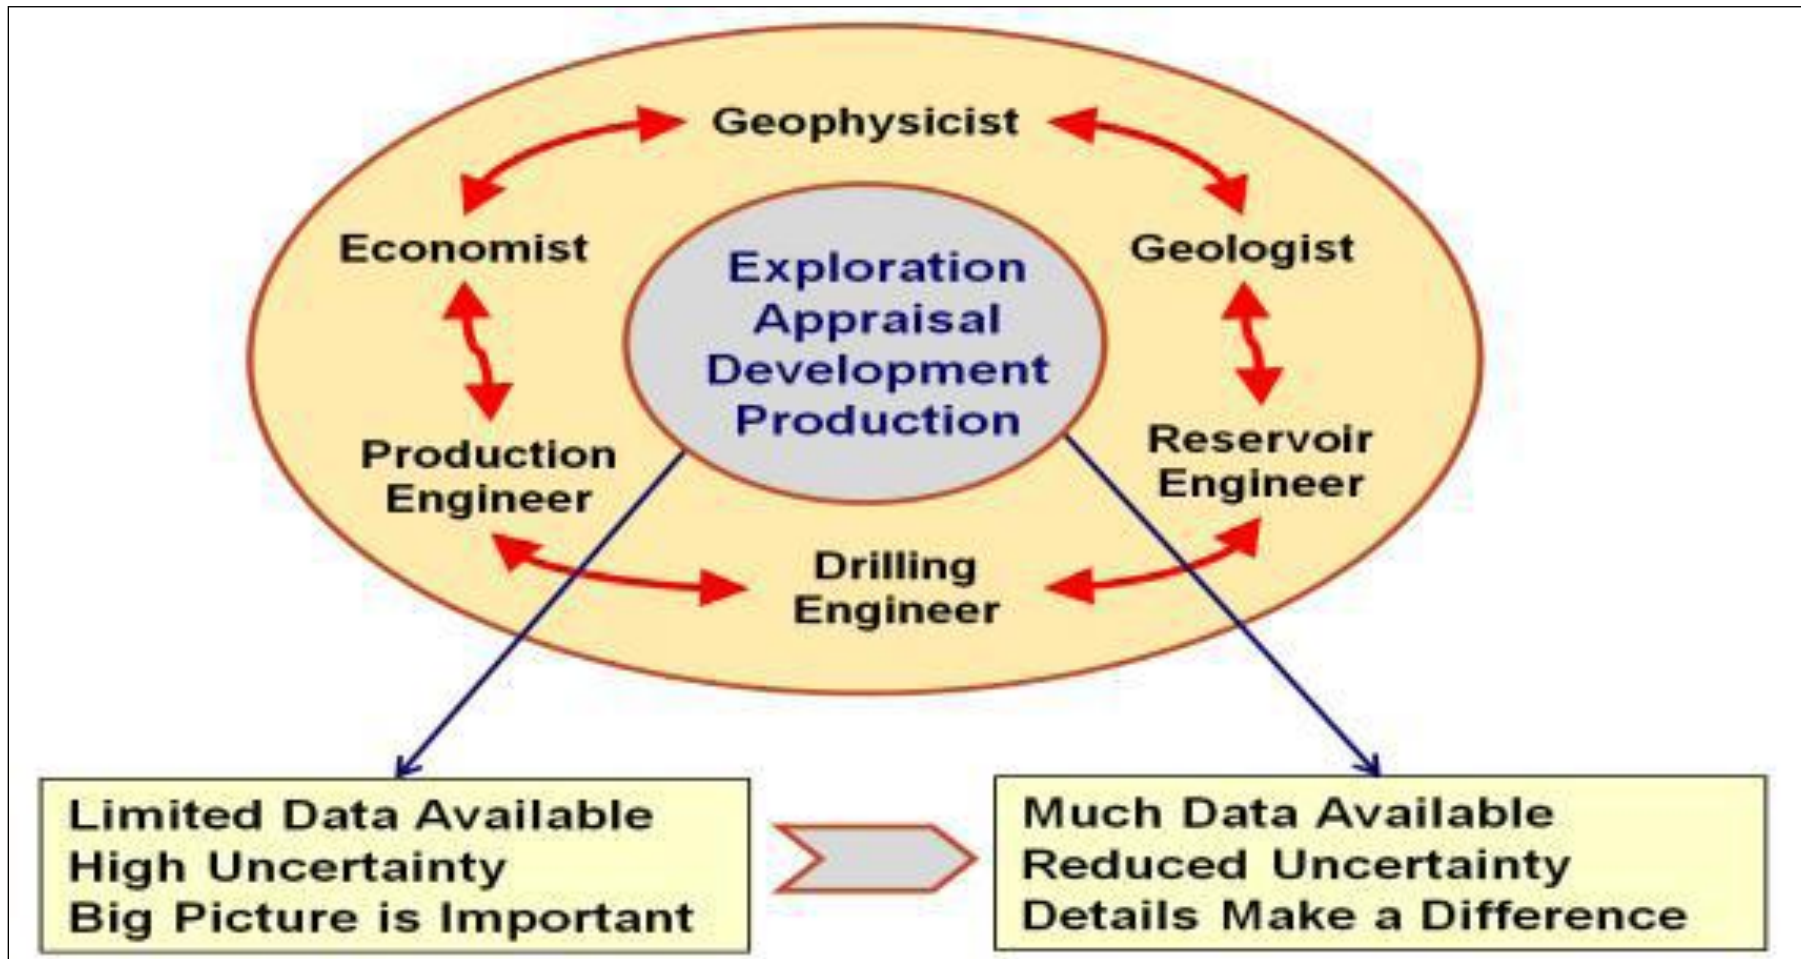 Geophysicist
Economist
Geologist
Exploration
Appraisal
Development
Production
Production
Engineer
Reservoir
Engineer
Drilling
Engineer
Limited Data Available
High Uncertainty
Big Picture is Important
Much Data Available
Reduced Uncertainty
Details Make a Difference